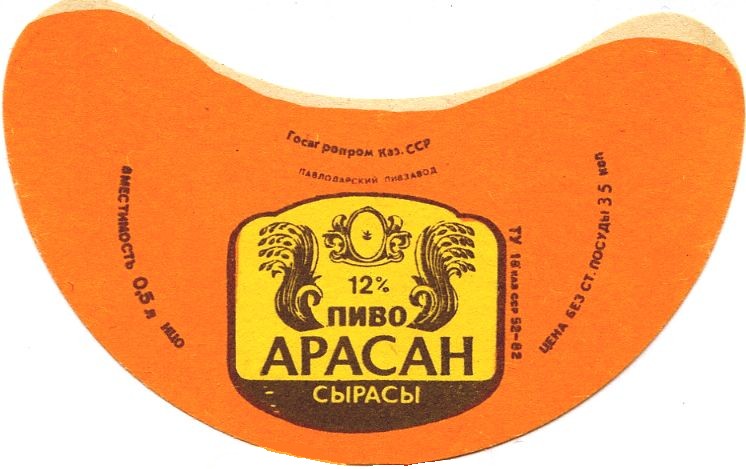 Госагропром Каз. ССР
ПАВЛОДАРСКИЙ ПИВЗАВОД
ВМЕСТИМОСТЬ 0,5 л НЦО
12%
ПИВО
АРАСАН
СЫРАСЫ
ТУ 18 КАЗ ССР 52-82
ЦЕНА БЕЗ СТ. ПОСУДЫ 35 коп